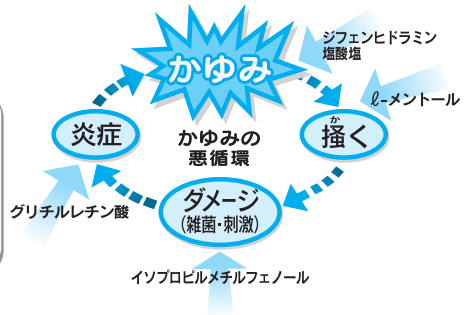 ジフェンヒドラミン
塩酸塩
かゆみ
ℓ-メントール
炎症
かゆみの
悪循環
か
掻く
グリチルレチン酸
ダメージ
(雑菌・刺激)
イソプロピルメチルフェノール